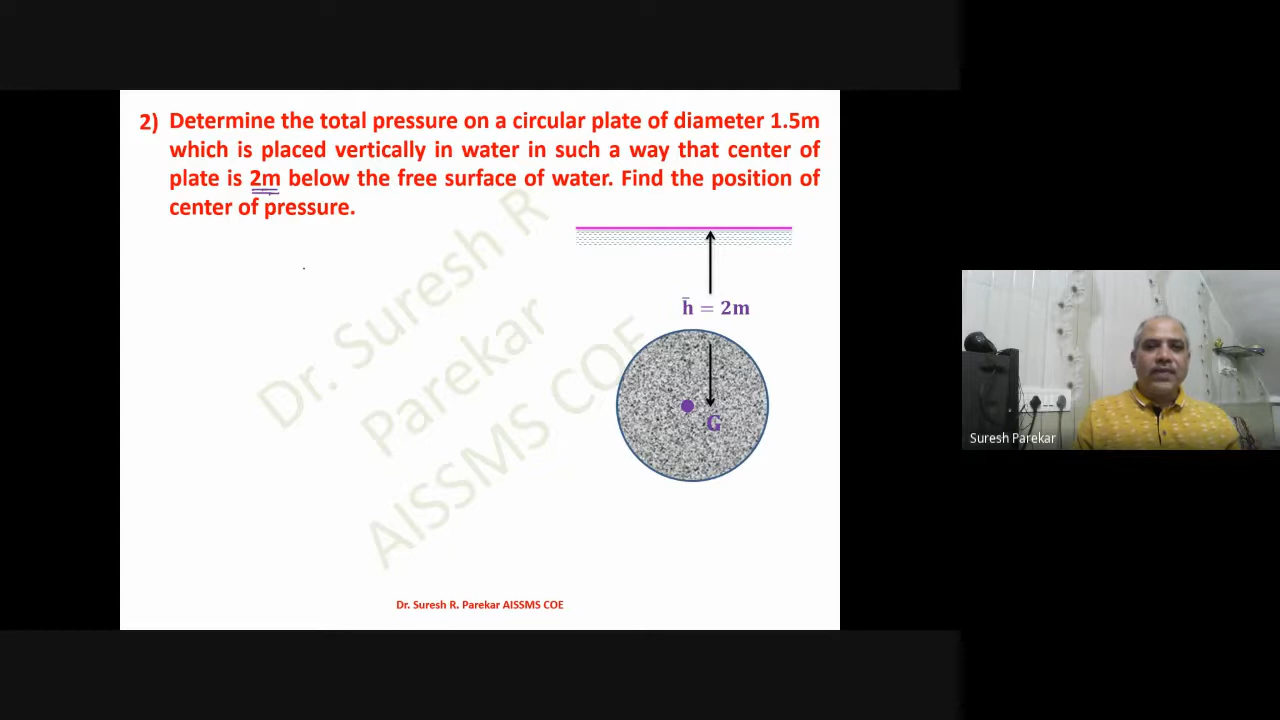 2) Determine the total pressure on a circular plate of diameter 1.5m
which is placed vertically in water in such a way that center of
plate is 2m below the free surface of water. Find the position of
center of pressure.
h̄ = 2m
G
Dr. Suresh R
Parekar
AISSMS COE
Dr. Suresh R. Parekar AISSMS COE
Suresh Parekar